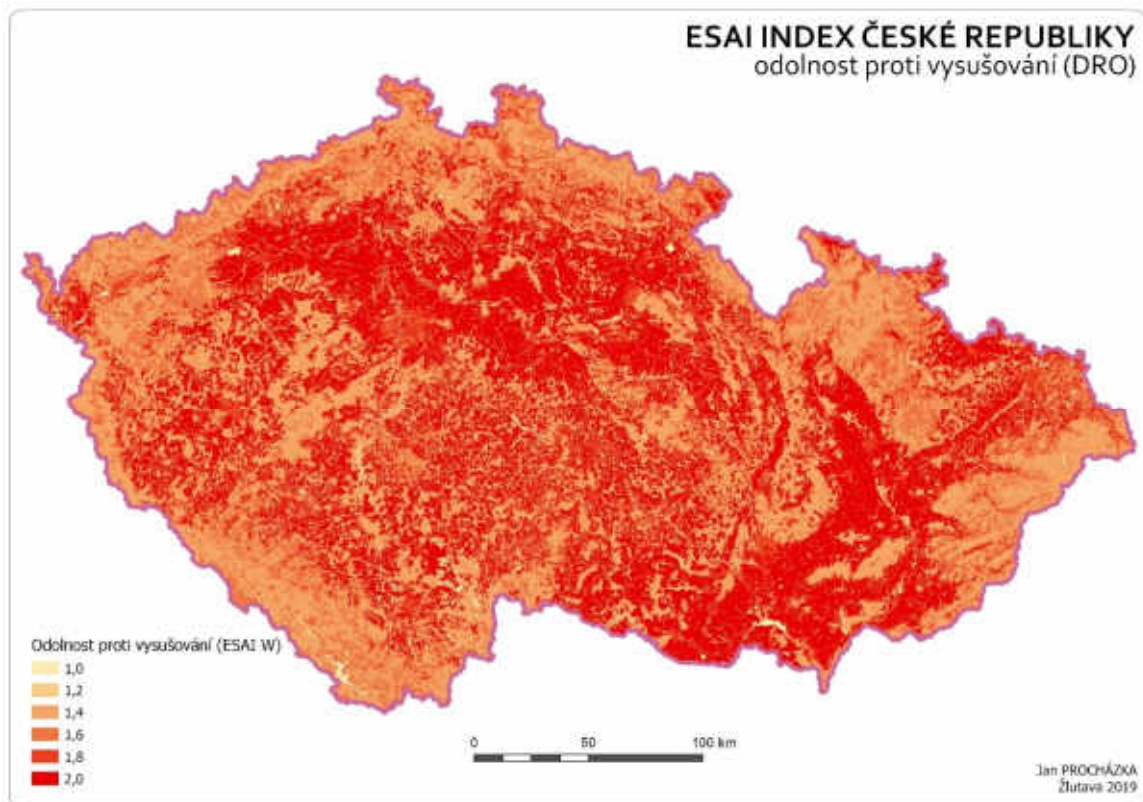 ESAI INDEX ČESKÉ REPUBLIKY
odolnost proti vysušování (DRO)
Odolnost proti vysušování (ESAI W)
1,0
1,2
1,4
1,6
1,8
2,0
0 50 100 km
Jan PROCHÁZKA
Žlutava 2019